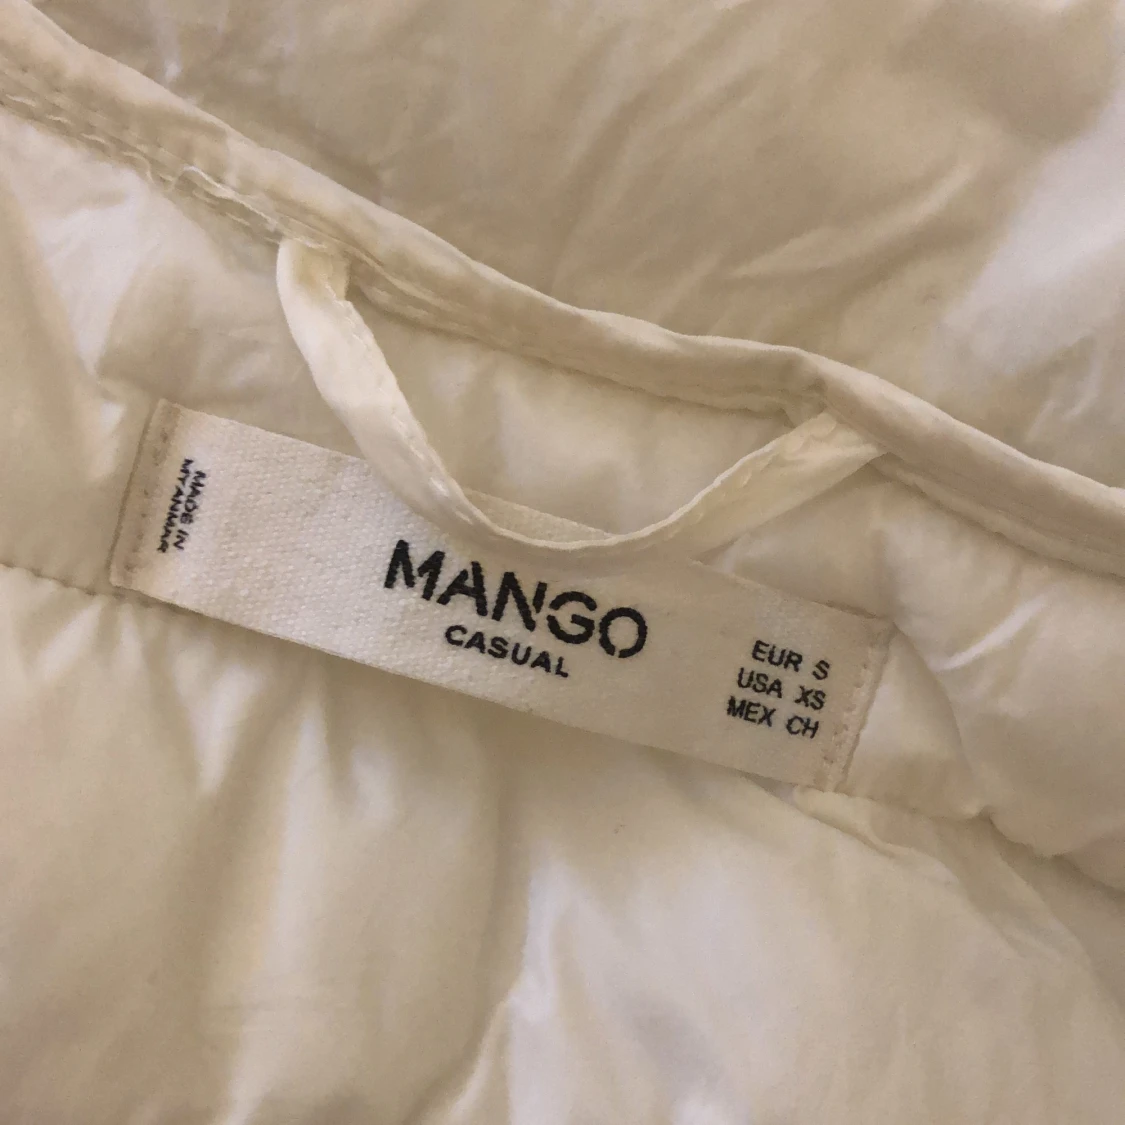 MADE IN
MYANMAR
MANGO
CASUAL
EUR S
USA XS
MEX CH